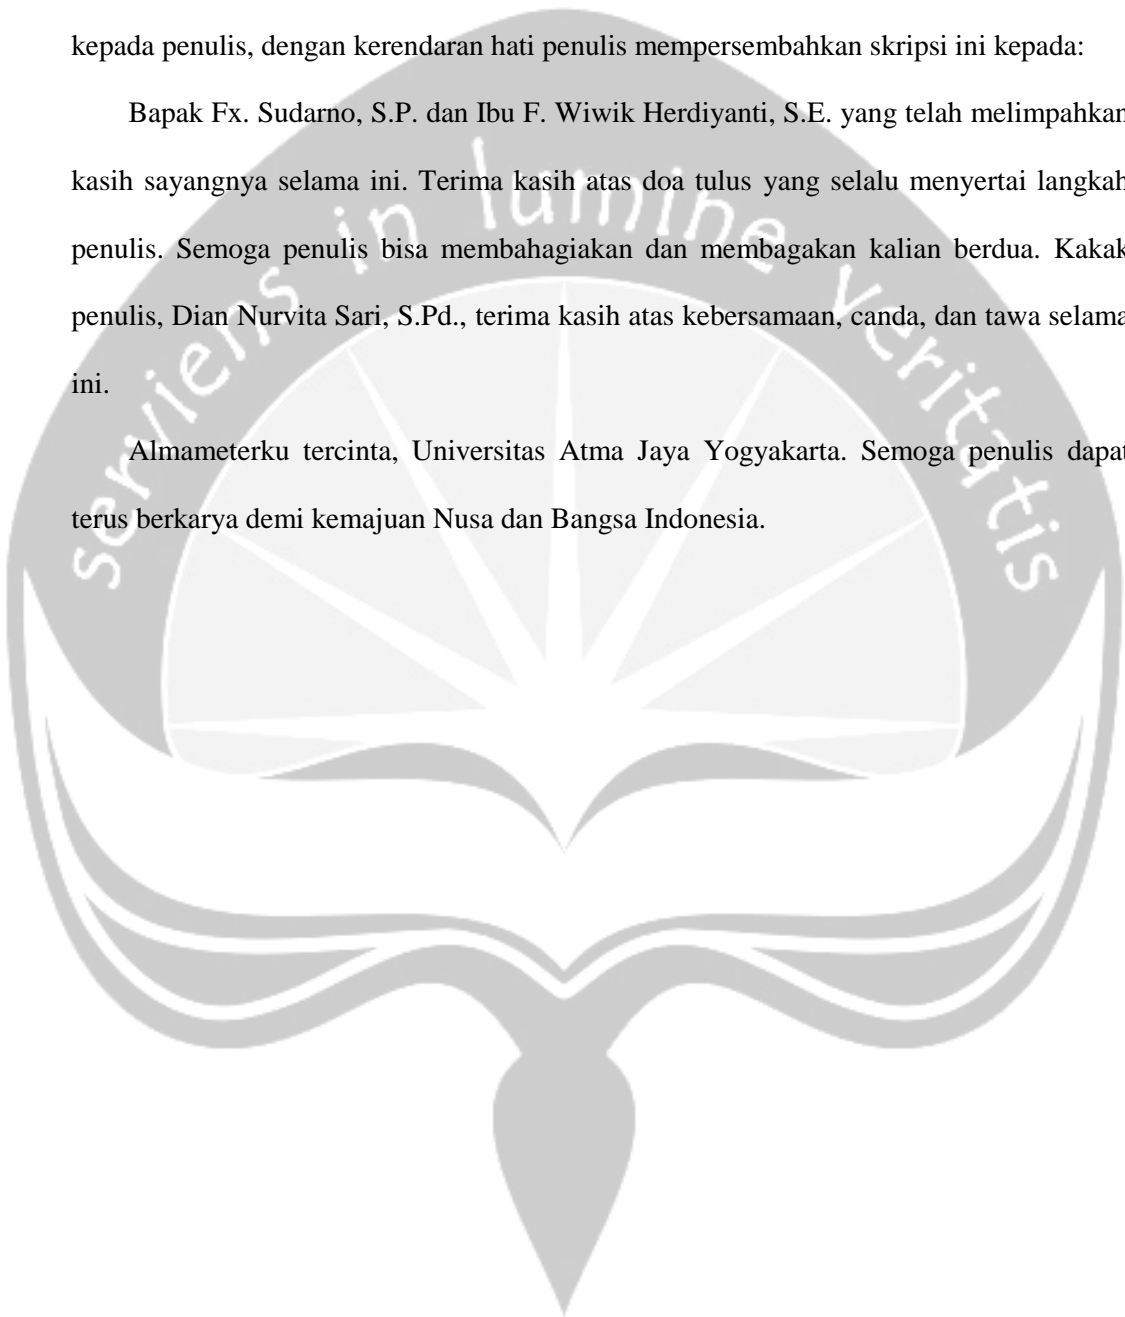 kepada penulis, dengan kerendaran hati penulis mempersembahkan skripsi ini kepada:
Bapak Fx. Sudarno, S.P. dan Ibu F. Wiwik Herdiyanti, S.E. yang telah melimpahkan
kasih sayangnya selama ini. Terima kasih atas doa tulus yang selalu menyertai langkah
penulis. Semoga penulis bisa membahagiakan dan membagakan kalian berdua. Kakak
penulis, Dian Nurvita Sari, S.Pd., terima kasih atas kebersamaan, canda, dan tawa selama
ini.
Almameterku tercinta, Universitas Atma Jaya Yogyakarta. Semoga penulis dapat
terus berkarya demi kemajuan Nusa dan Bangsa Indonesia.
serviens in lumine veritatis